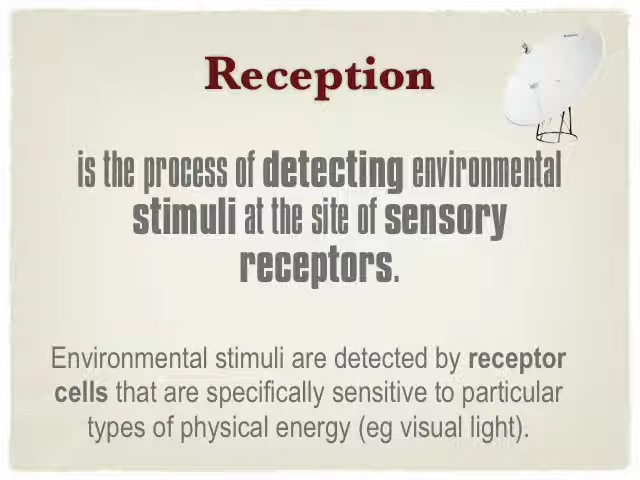 Reception
is the process of detecting environmental
stimuli at the site of sensory
receptors.
Environmental stimuli are detected by receptor
cells that are specifically sensitive to particular
types of physical energy (eg visual light).